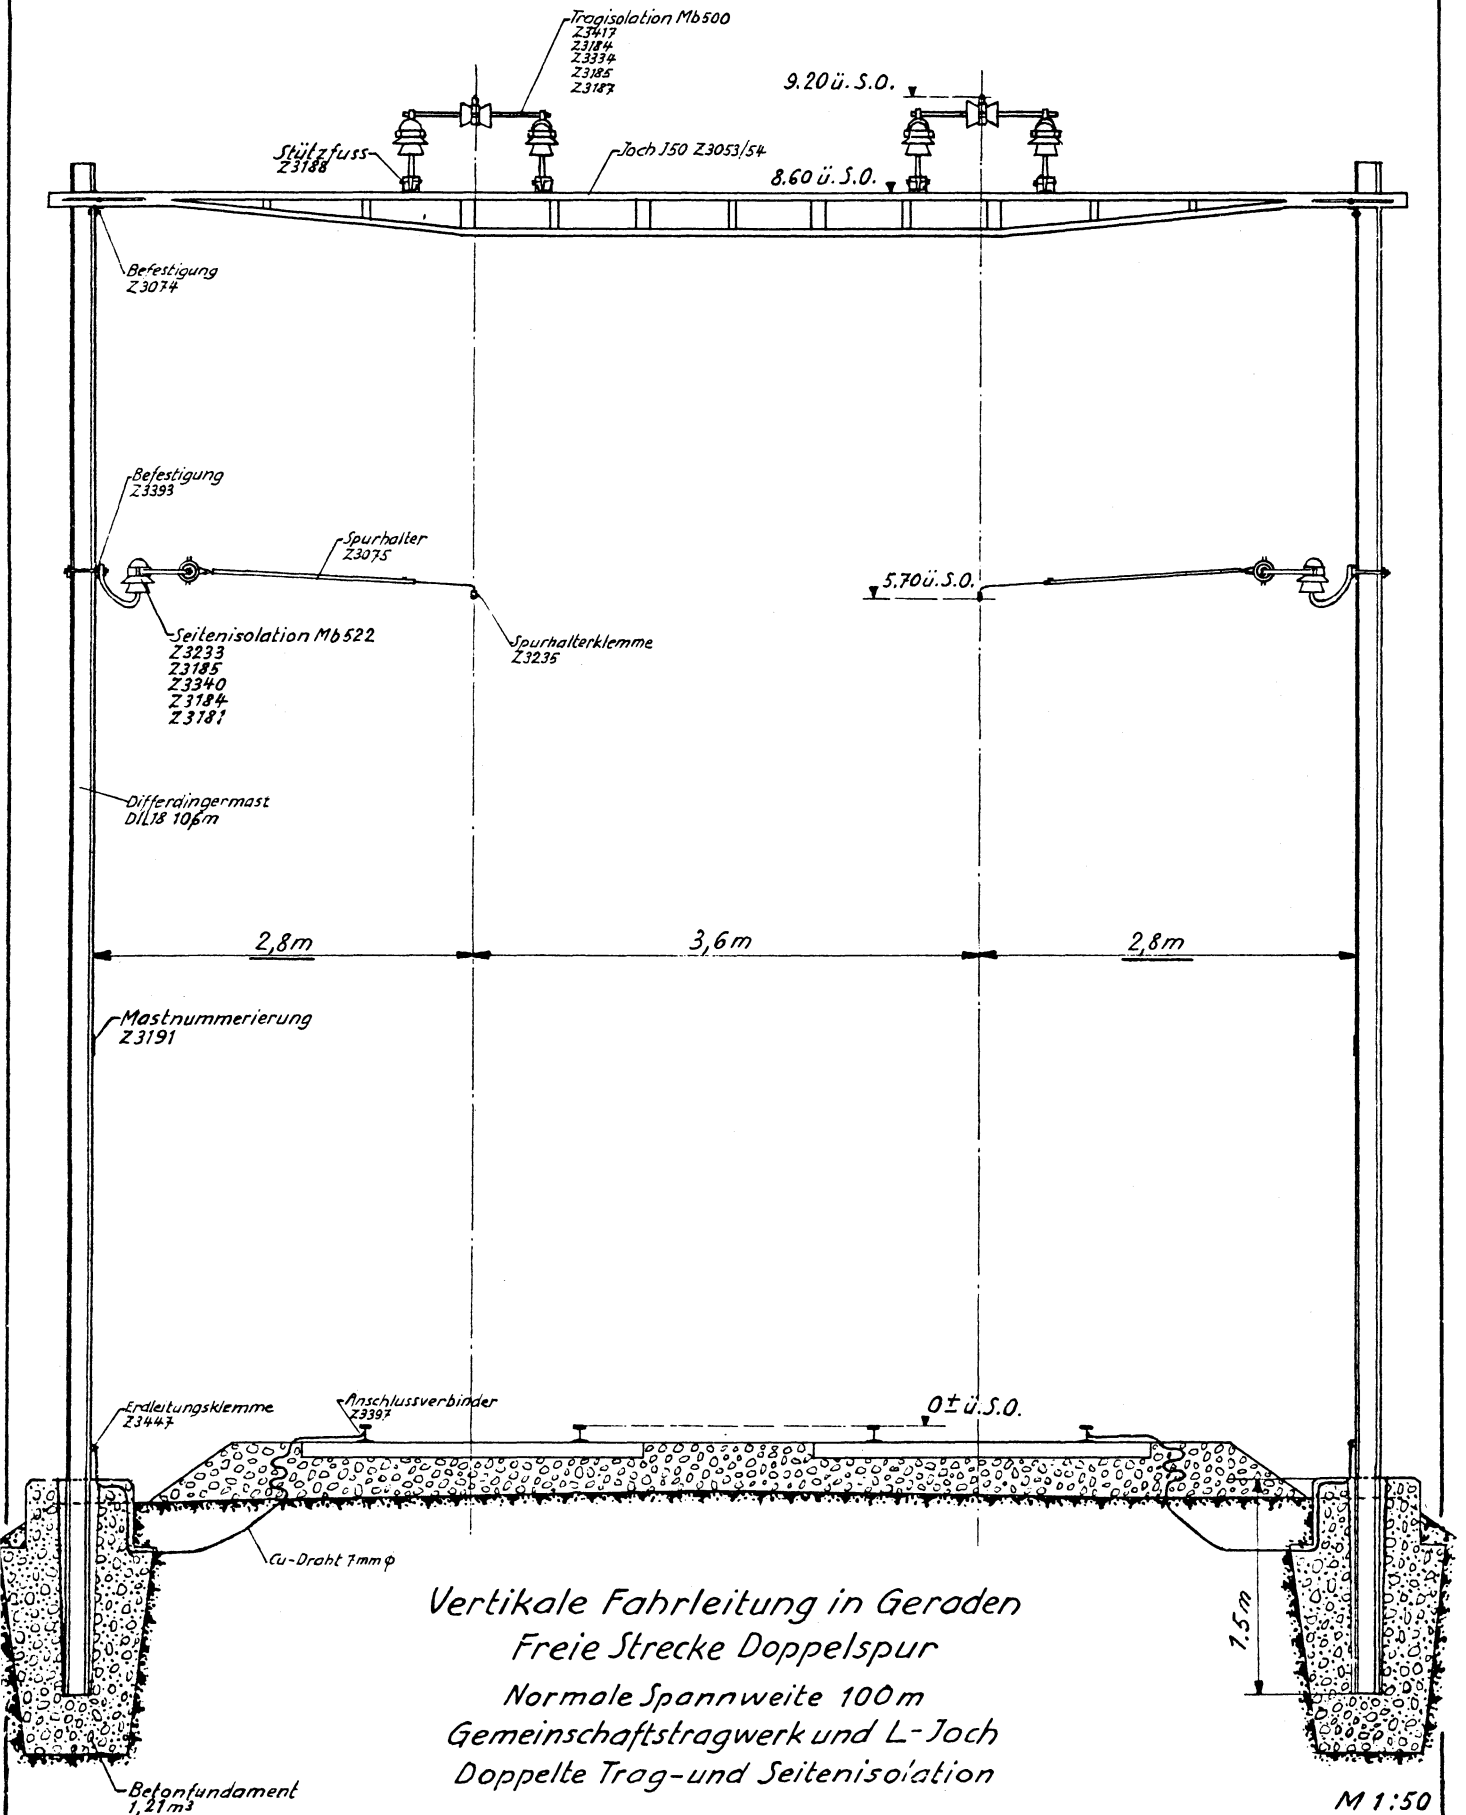 Tragisolation Mb500
Z3417
Z3184
Z3334
Z3185
Z3187
9.20 ü.S.O.
Stützfuss
Z3188
Joch J50 Z3053/54
8.60 ü.S.O.
Befestigung
Z3074
Befestigung
Z3393
Spurhalter
Z3075
5.70 ü.S.O.
Seitenisolation Mb522
Z3233
Z3185
Z3340
Z3184
Z3181
Spurhalterklemme
Z3235
Differdingermast
2,8m
3,6m
2,8m
Mastnummerierung
Z3191
Erdleitungsklemme
Z3447
Anschlussverbinder
Z3397
0± ü.S.O.
Cu-Draht 7mm φ
1.5m
Vertikale Fahrleitung in Geraden
Freie Strecke Doppelspur
Normale Spannweite 100m
Gemeinschaftstragwerk und L-Joch
Doppelte Trag-und Seitenisolation
Betonfundament
1,21m³
M 1:50